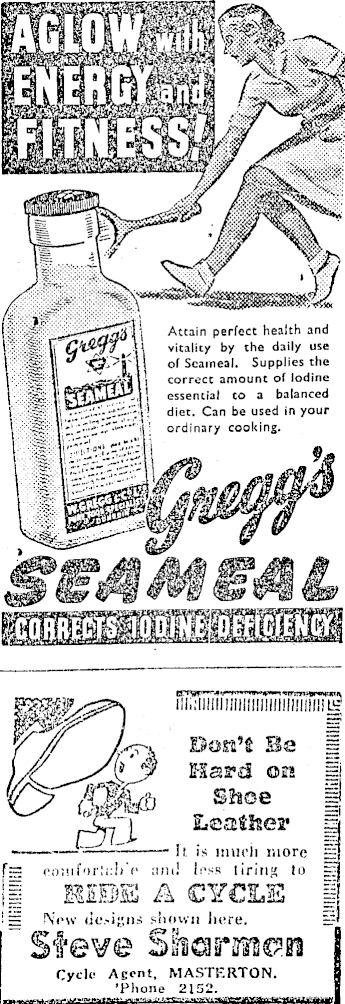 AGLOW with
ENERGY and
FITNESS!
Gregg's
SEAMEAL
Attain perfect health and
vitality by the daily use
of Seameal. Supplies the
correct amount of Iodine
essential to a balanced
diet. Can be used in your
ordinary cooking.
Gregg's
SEAMEAL
CORRECTS IODINE DEFICIENCY
Don't Be
Hard on
Shoe
Leather
It is much more
comfortable and less tiring to
RIDE A CYCLE
New designs shown here.
Steve Sharman
Cycle Agent, MASTERTON.
'Phone 2152.